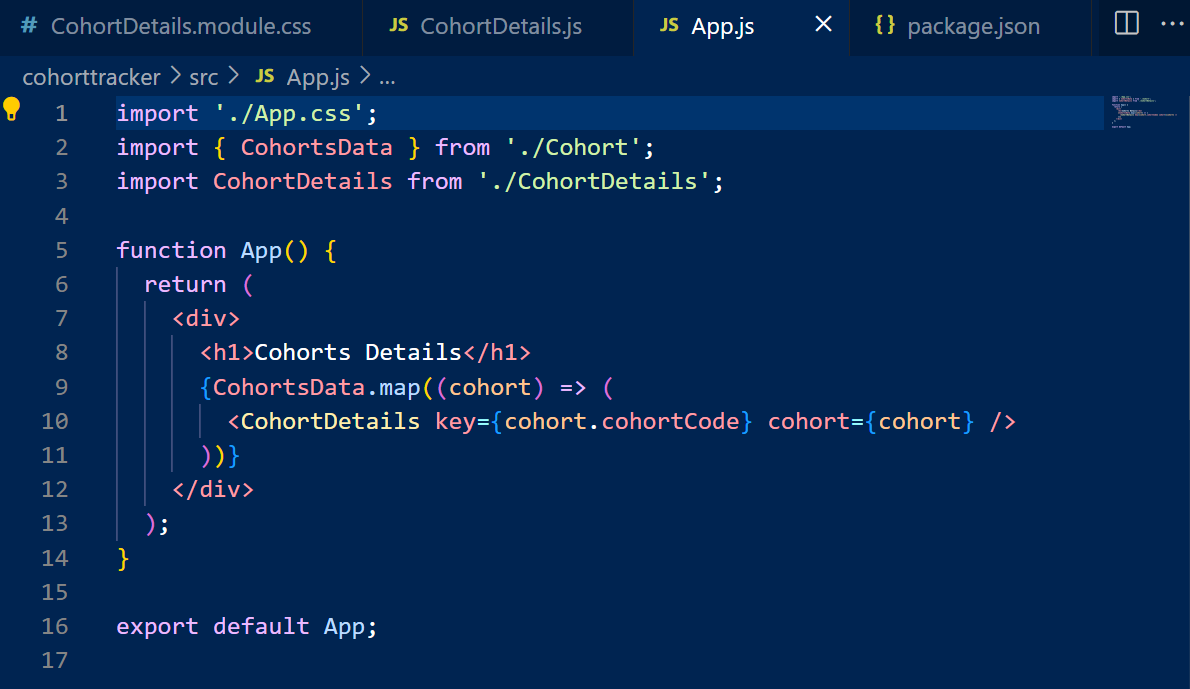 # CohortDetails.module.css JS CohortDetails.js JS App.js × {} package.json ...
cohorttracker > src > JS App.js > ...
1 import './App.css';
2 import { CohortsData } from './Cohort';
3 import CohortDetails from './CohortDetails';
4
5 function App() {
6   return (
7     <div>
8       <h1>Cohorts Details</h1>
9       {CohortsData.map((cohort) => (
10         <CohortDetails key={cohort.cohortCode} cohort={cohort} />
11       ))}
12     </div>
13   );
14 }
15
16 export default App;
17